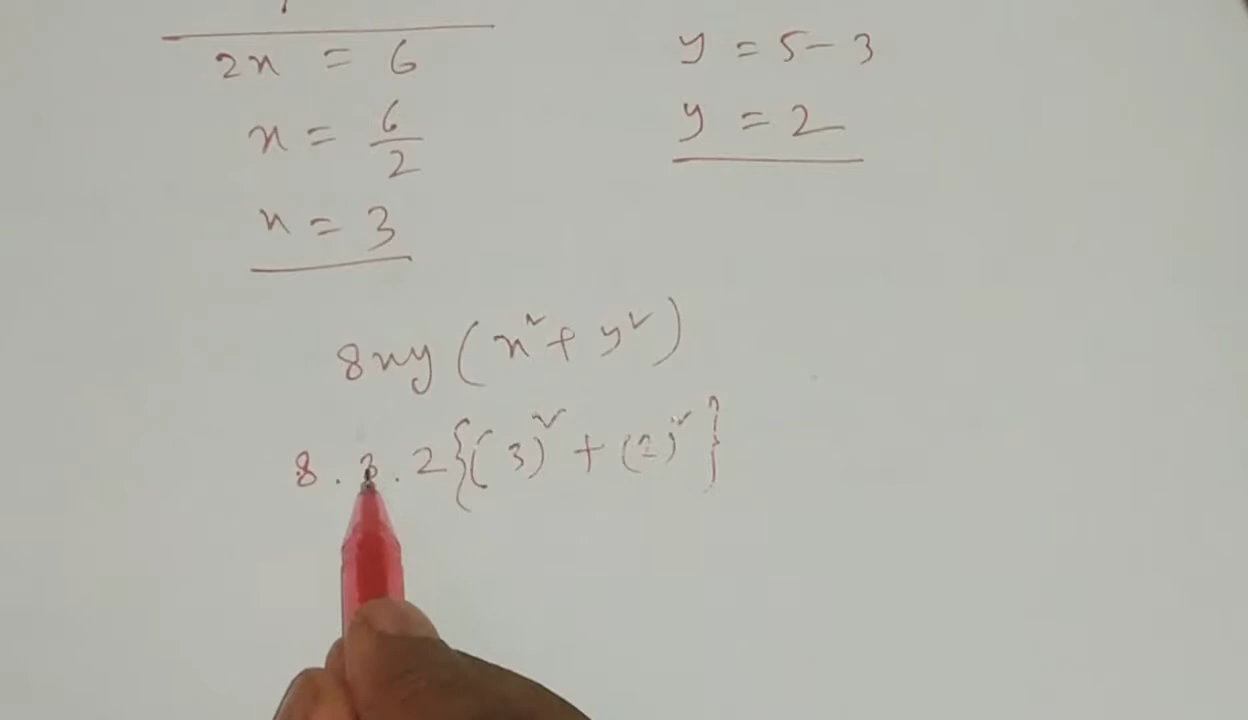 2x = 6
x = 6/2
x = 3
y = 5 - 3
y = 2
8xy (x² + y²)
8 . 3 . 2 {(3)² + (2)²}